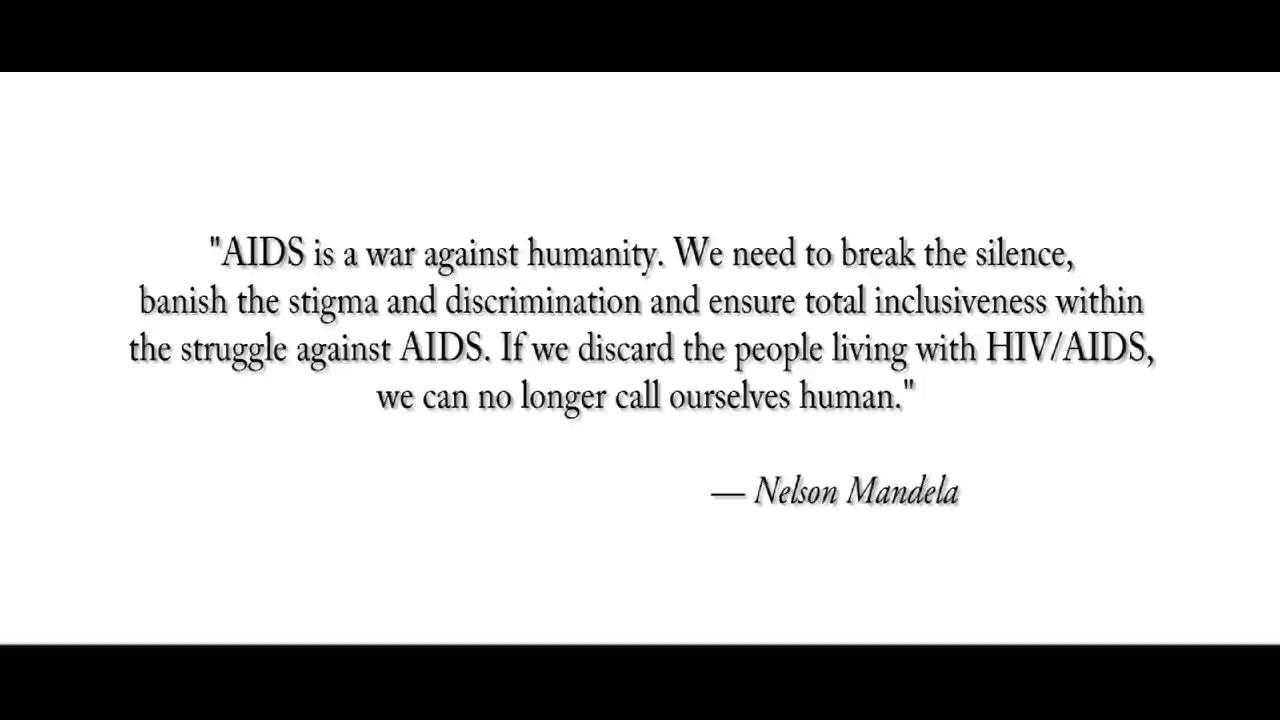 "AIDS is a war against humanity. We need to break the silence,
banish the stigma and discrimination and ensure total inclusiveness within
the struggle against AIDS. If we discard the people living with HIV/AIDS,
we can no longer call ourselves human."
— Nelson Mandela